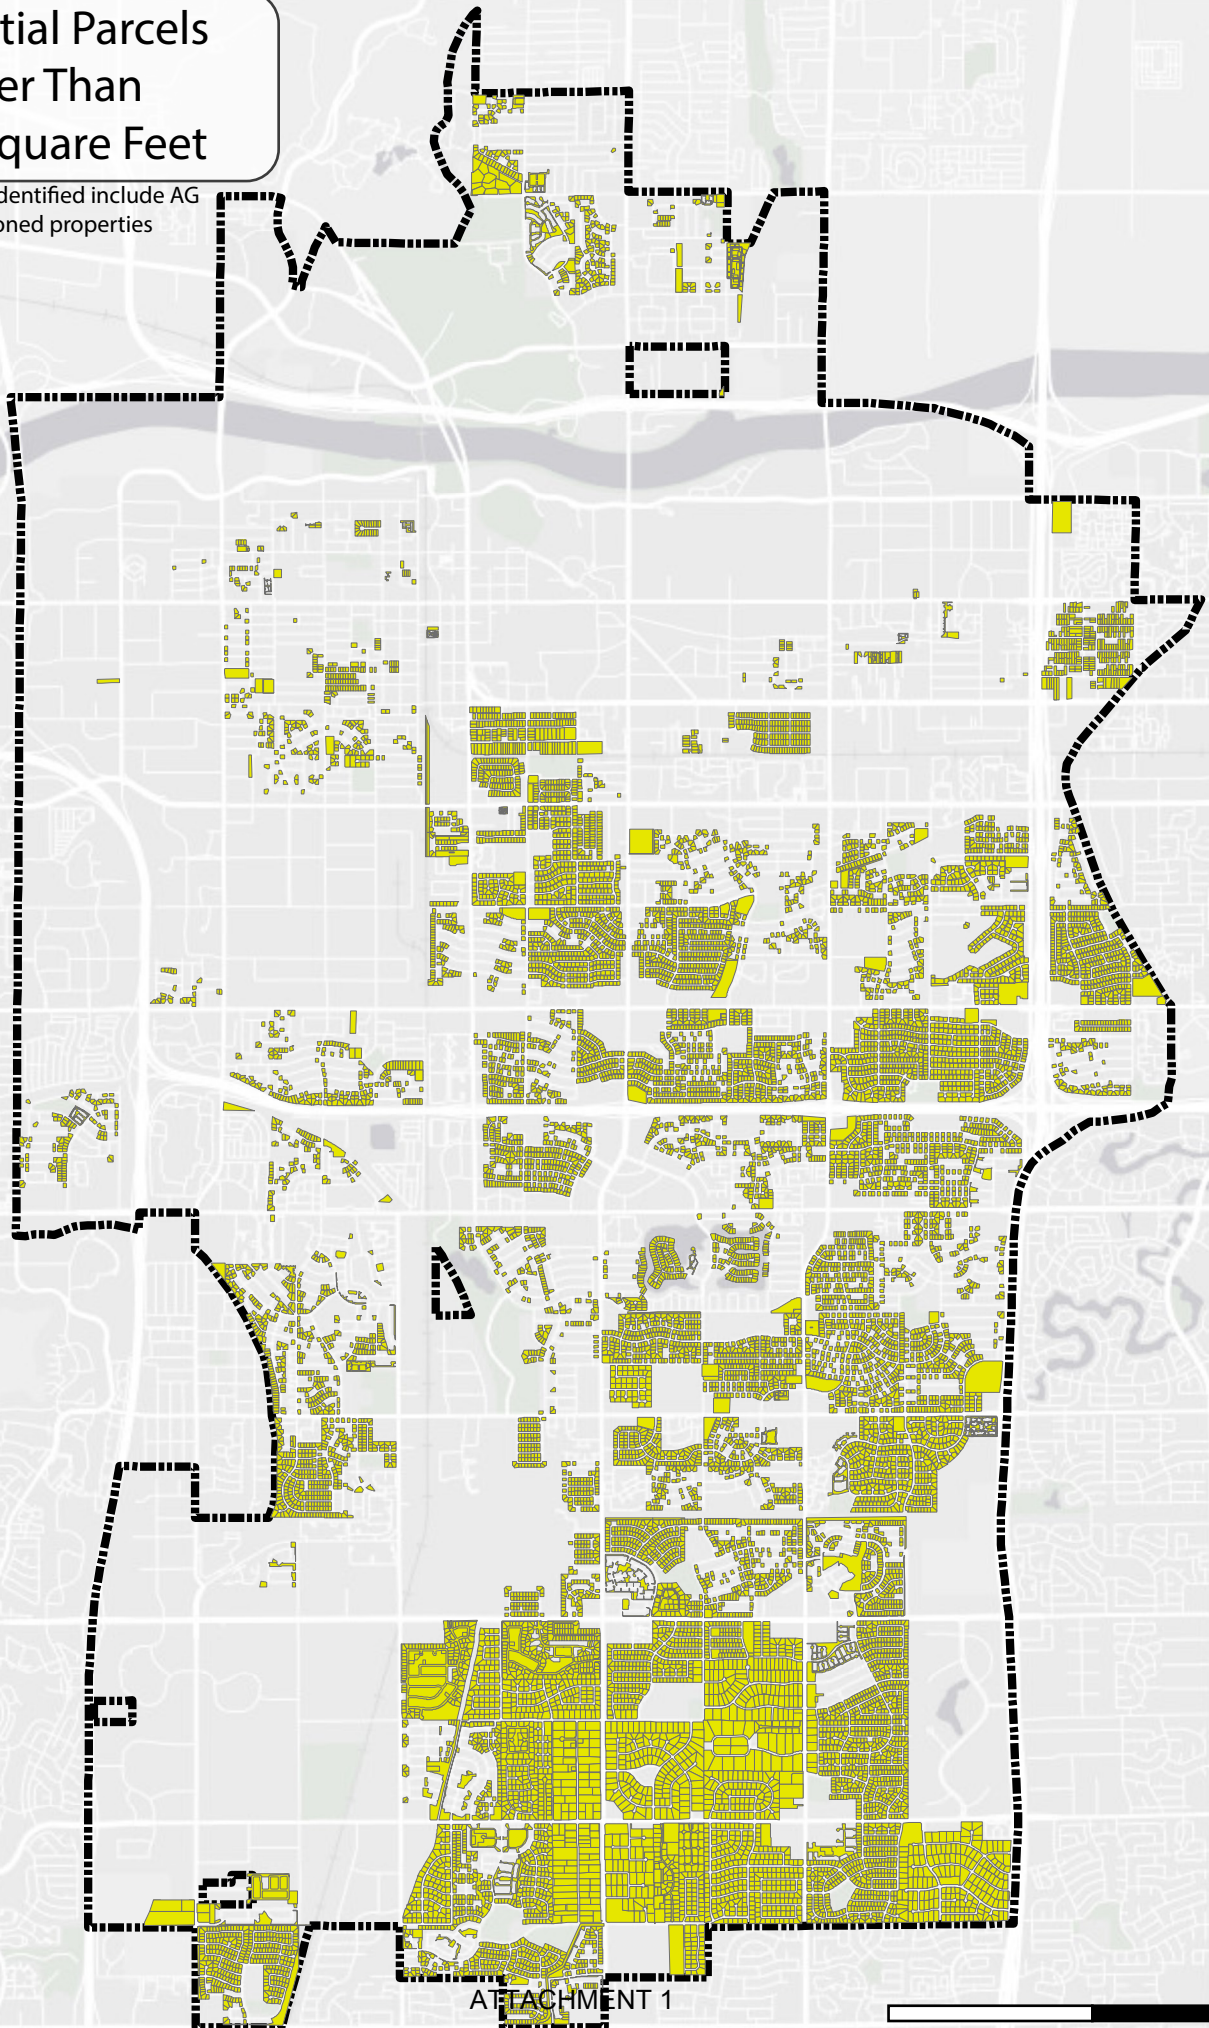 tial Parcels
er Than
quare Feet
dentified include AG
oned properties
ATTACHMENT 1